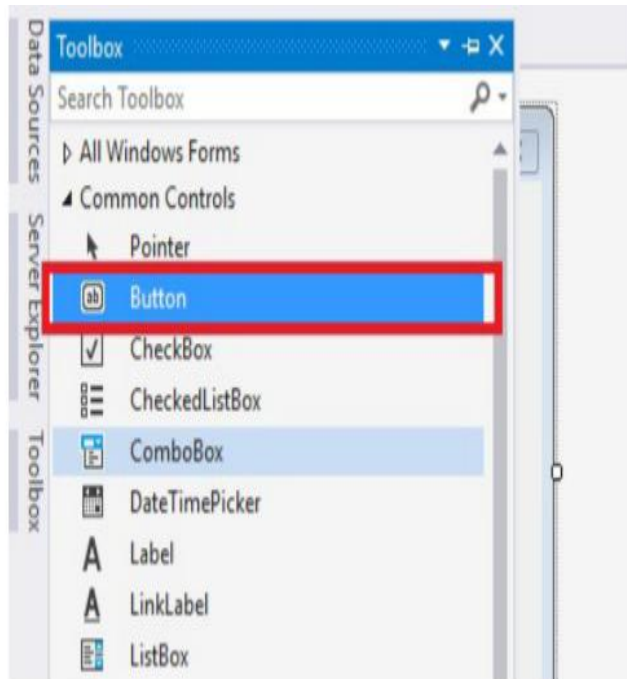 Data Sources
Server Explorer
Toolbox
Toolbox
Search Toolbox
All Windows Forms
Common Controls
Pointer
ab Button
CheckBox
CheckedListBox
ComboBox
DateTimePicker
A Label
A LinkLabel
ListBox